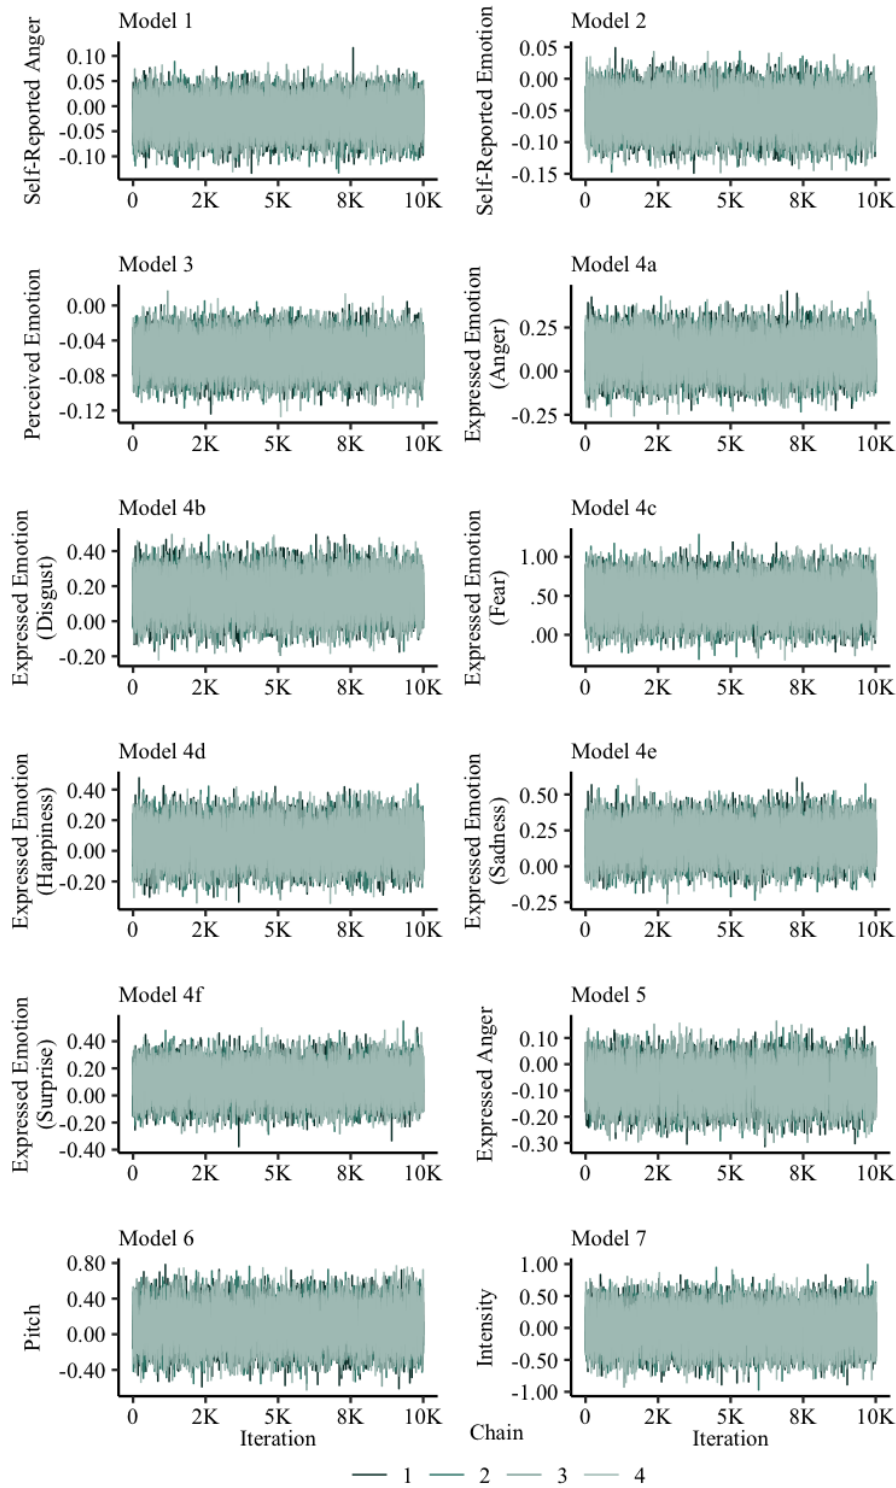 Model 1
Self-Reported Anger
0.10
0.05
0.00
-0.05
-0.10
0 2K 5K 8K 10K
Model 2
Self-Reported Emotion
0.05
0.00
-0.05
-0.10
-0.15
0 2K 5K 8K 10K
Model 3
Perceived Emotion
0.00
-0.04
-0.08
-0.12
0 2K 5K 8K 10K
Model 4a
Expressed Emotion
(Anger)
0.25
0.00
-0.25
0 2K 5K 8K 10K
Model 4b
Expressed Emotion
(Disgust)
0.40
0.20
0.00
-0.20
0 2K 5K 8K 10K
Model 4c
Expressed Emotion
(Fear)
1.00
.50
.00
0 2K 5K 8K 10K
Model 4d
Expressed Emotion
(Happiness)
0.40
0.20
0.00
-0.20
0 2K 5K 8K 10K
Model 4e
Expressed Emotion
(Sadness)
0.50
0.25
0.00
-0.25
0 2K 5K 8K 10K
Model 4f
Expressed Emotion
(Surprise)
0.40
0.20
0.00
-0.20
-0.40
0 2K 5K 8K 10K
Model 5
Expressed Anger
0.10
0.00
-0.10
-0.20
-0.30
0 2K 5K 8K 10K
Model 6
Pitch
0.80
0.40
0.00
-0.40
0 2K 5K 8K 10K
Iteration
Model 7
Intensity
1.00
0.50
0.00
-0.50
-1.00
0 2K 5K 8K 10K
Iteration
Chain
1 2 3 4